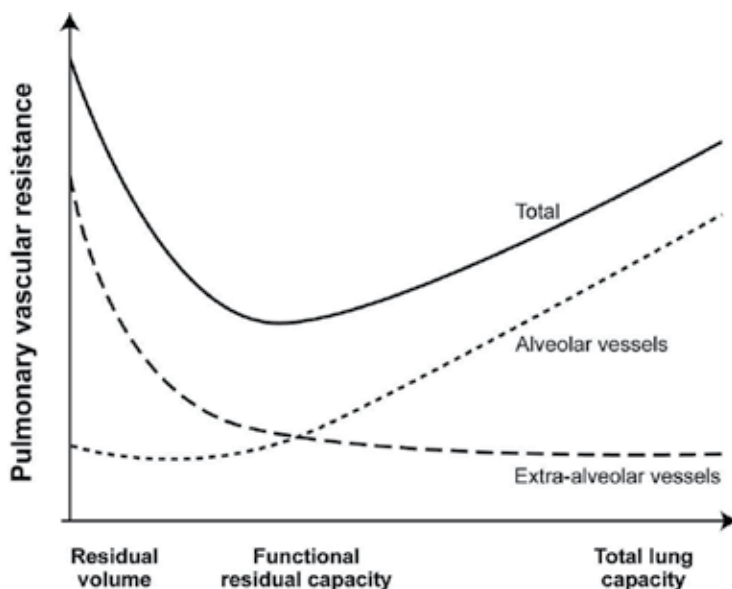 Pulmonary vascular resistance
Total
Alveolar vessels
Extra-alveolar vessels
Residual
volume
Functional
residual capacity
Total lung
capacity